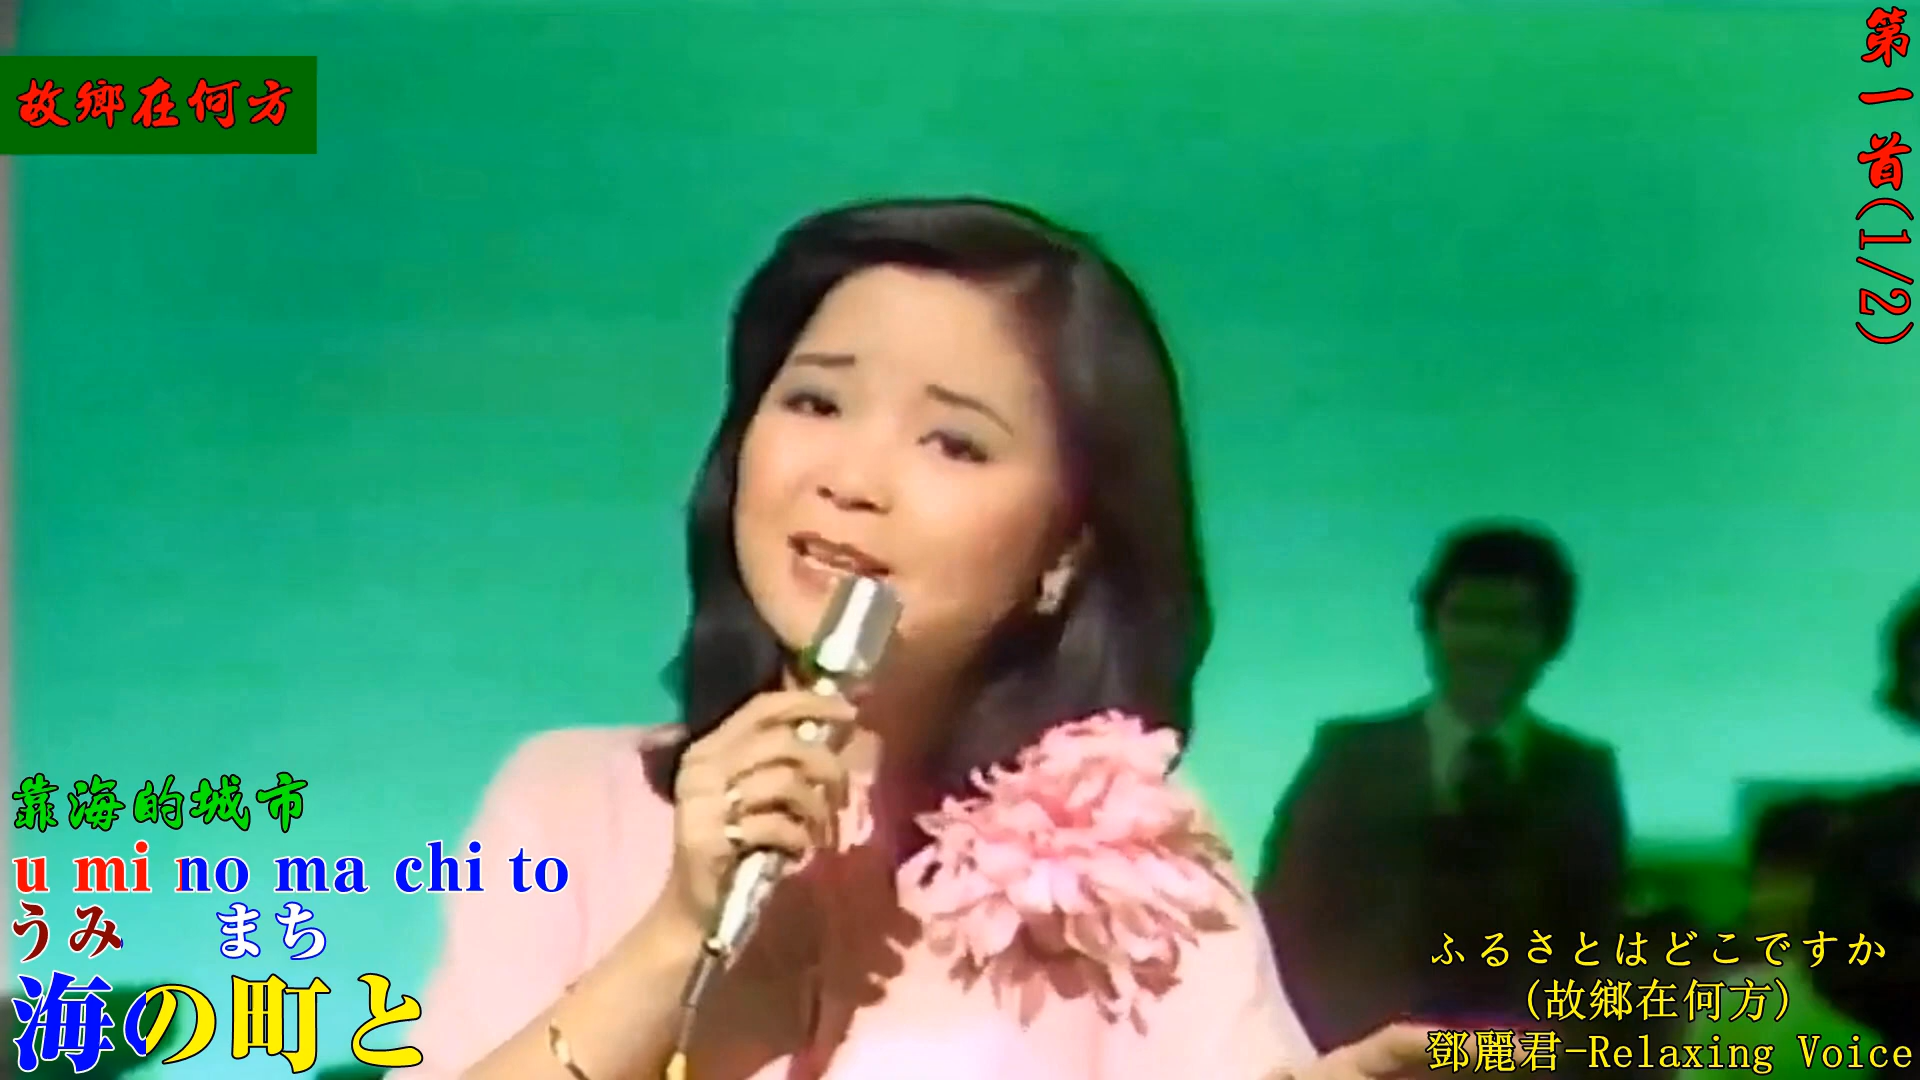 故鄉在何方
第一首(1/2)
靠海的城市
u mi no ma chi to
うみ まち
海の町と
ふるさとはどこですか
(故鄉在何方)
鄧麗君-Relaxing Voice